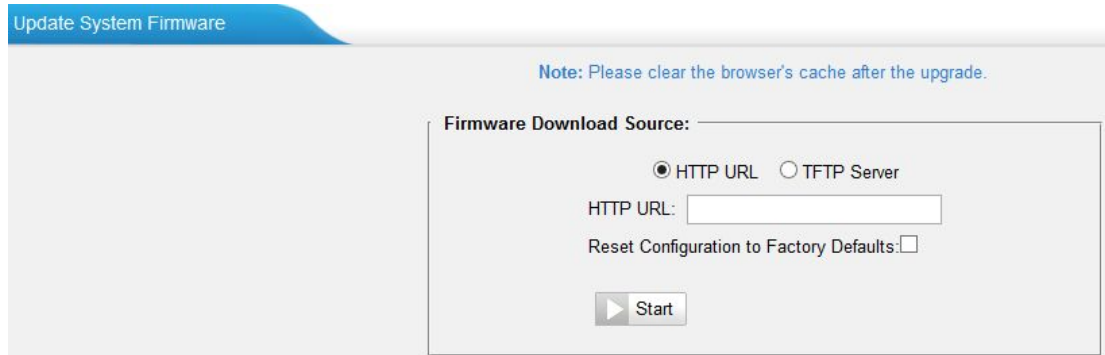 Update System Firmware
Note: Please clear the browser's cache after the upgrade.
Firmware Download Source:
HTTP URL TFTP Server
HTTP URL:
Reset Configuration to Factory Defaults:
Start